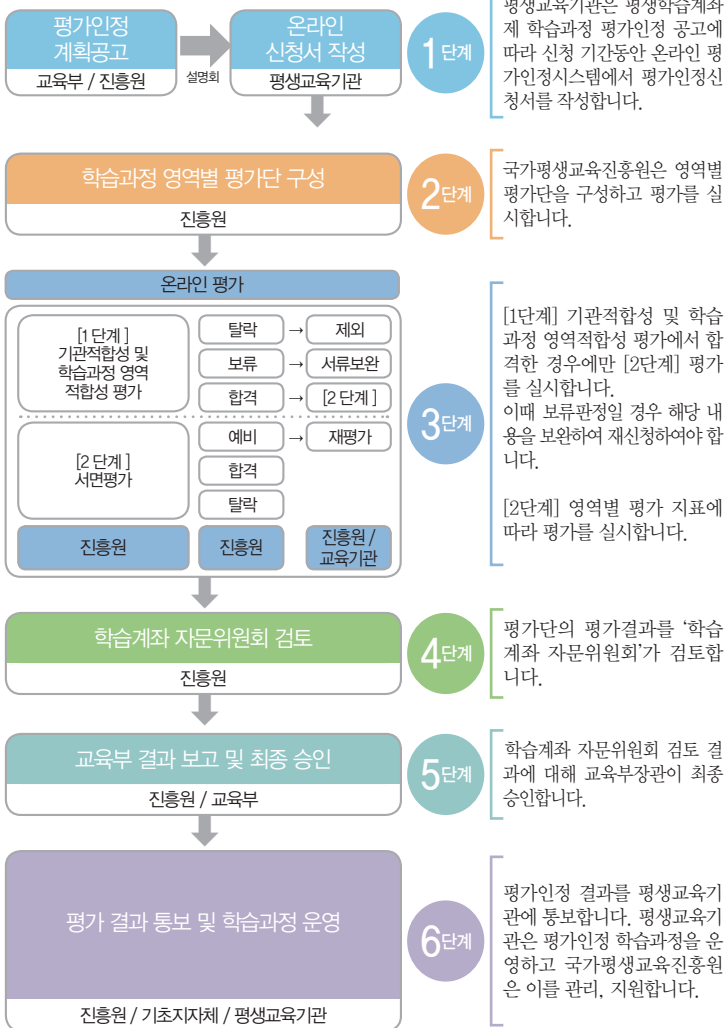 평가인정
계획공고
교육부 / 진흥원
설명회
온라인
신청서 작성
평생교육기관
1단계
평생교육기관은 평생학습계좌
제 학습과정 평가인정 공고에
따라 신청 기간동안 온라인 평
가인정시스템에서 평가인정신
청서를 작성합니다.
학습과정 영역별 평가단 구성
진흥원
2단계
국가평생교육진흥원은 영역별
평가단을 구성하고 평가를 실
시합니다.
온라인 평가
[1 단계 ]
기관적합성 및
학습과정 영역
적합성 평가
탈락 → 제외
보류 → 서류보완
합격 → [2 단계 ]
[2 단계 ]
서면평가
예비 → 재평가
합격
탈락
진흥원
진흥원
진흥원 /
교육기관
3단계
[1단계] 기관적합성 및 학습
과정 영역적합성 평가에서 합
격한 경우에만 [2단계] 평가
를 실시합니다.
이때 보류판정일 경우 해당 내
용을 보완하여 재신청하여야 합
니다.
[2단계] 영역별 평가 지표에
따라 평가를 실시합니다.
학습계좌 자문위원회 검토
진흥원
4단계
평가단의 평가결과를 ‘학습
계좌 자문위원회’가 검토합
니다.
교육부 결과 보고 및 최종 승인
진흥원 / 교육부
5단계
학습계좌 자문위원회 검토 결
과에 대해 교육부장관이 최종
승인합니다.
평가 결과 통보 및 학습과정 운영
진흥원 / 기초지자체 / 평생교육기관
6단계
평가인정 결과를 평생교육기
관에 통보합니다. 평생교육기
관은 평가인정 학습과정을 운
영하고 국가평생교육진흥원
은 이를 관리, 지원합니다.